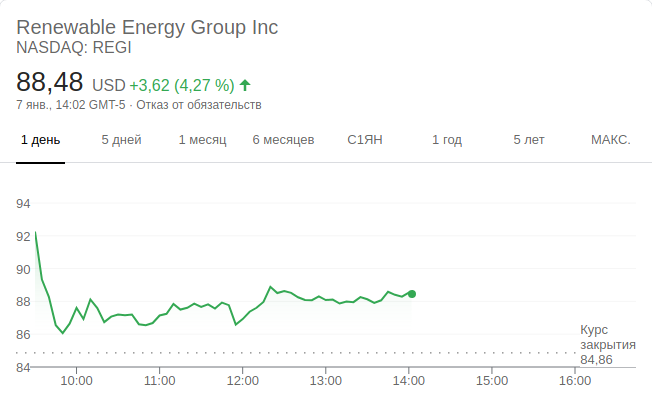 Renewable Energy Group Inc
NASDAQ: REGI
88,48 USD +3,62 (4,27 %)
7 янв., 14:02 GMT-5 · Отказ от обязательств
1 день 5 дней 1 месяц 6 месяцев С1ЯН 1 год 5 лет МАКС.
94
92
90
88
86
Курс
закрытия
84,86
84
10:00 11:00 12:00 13:00 14:00 15:00 16:00